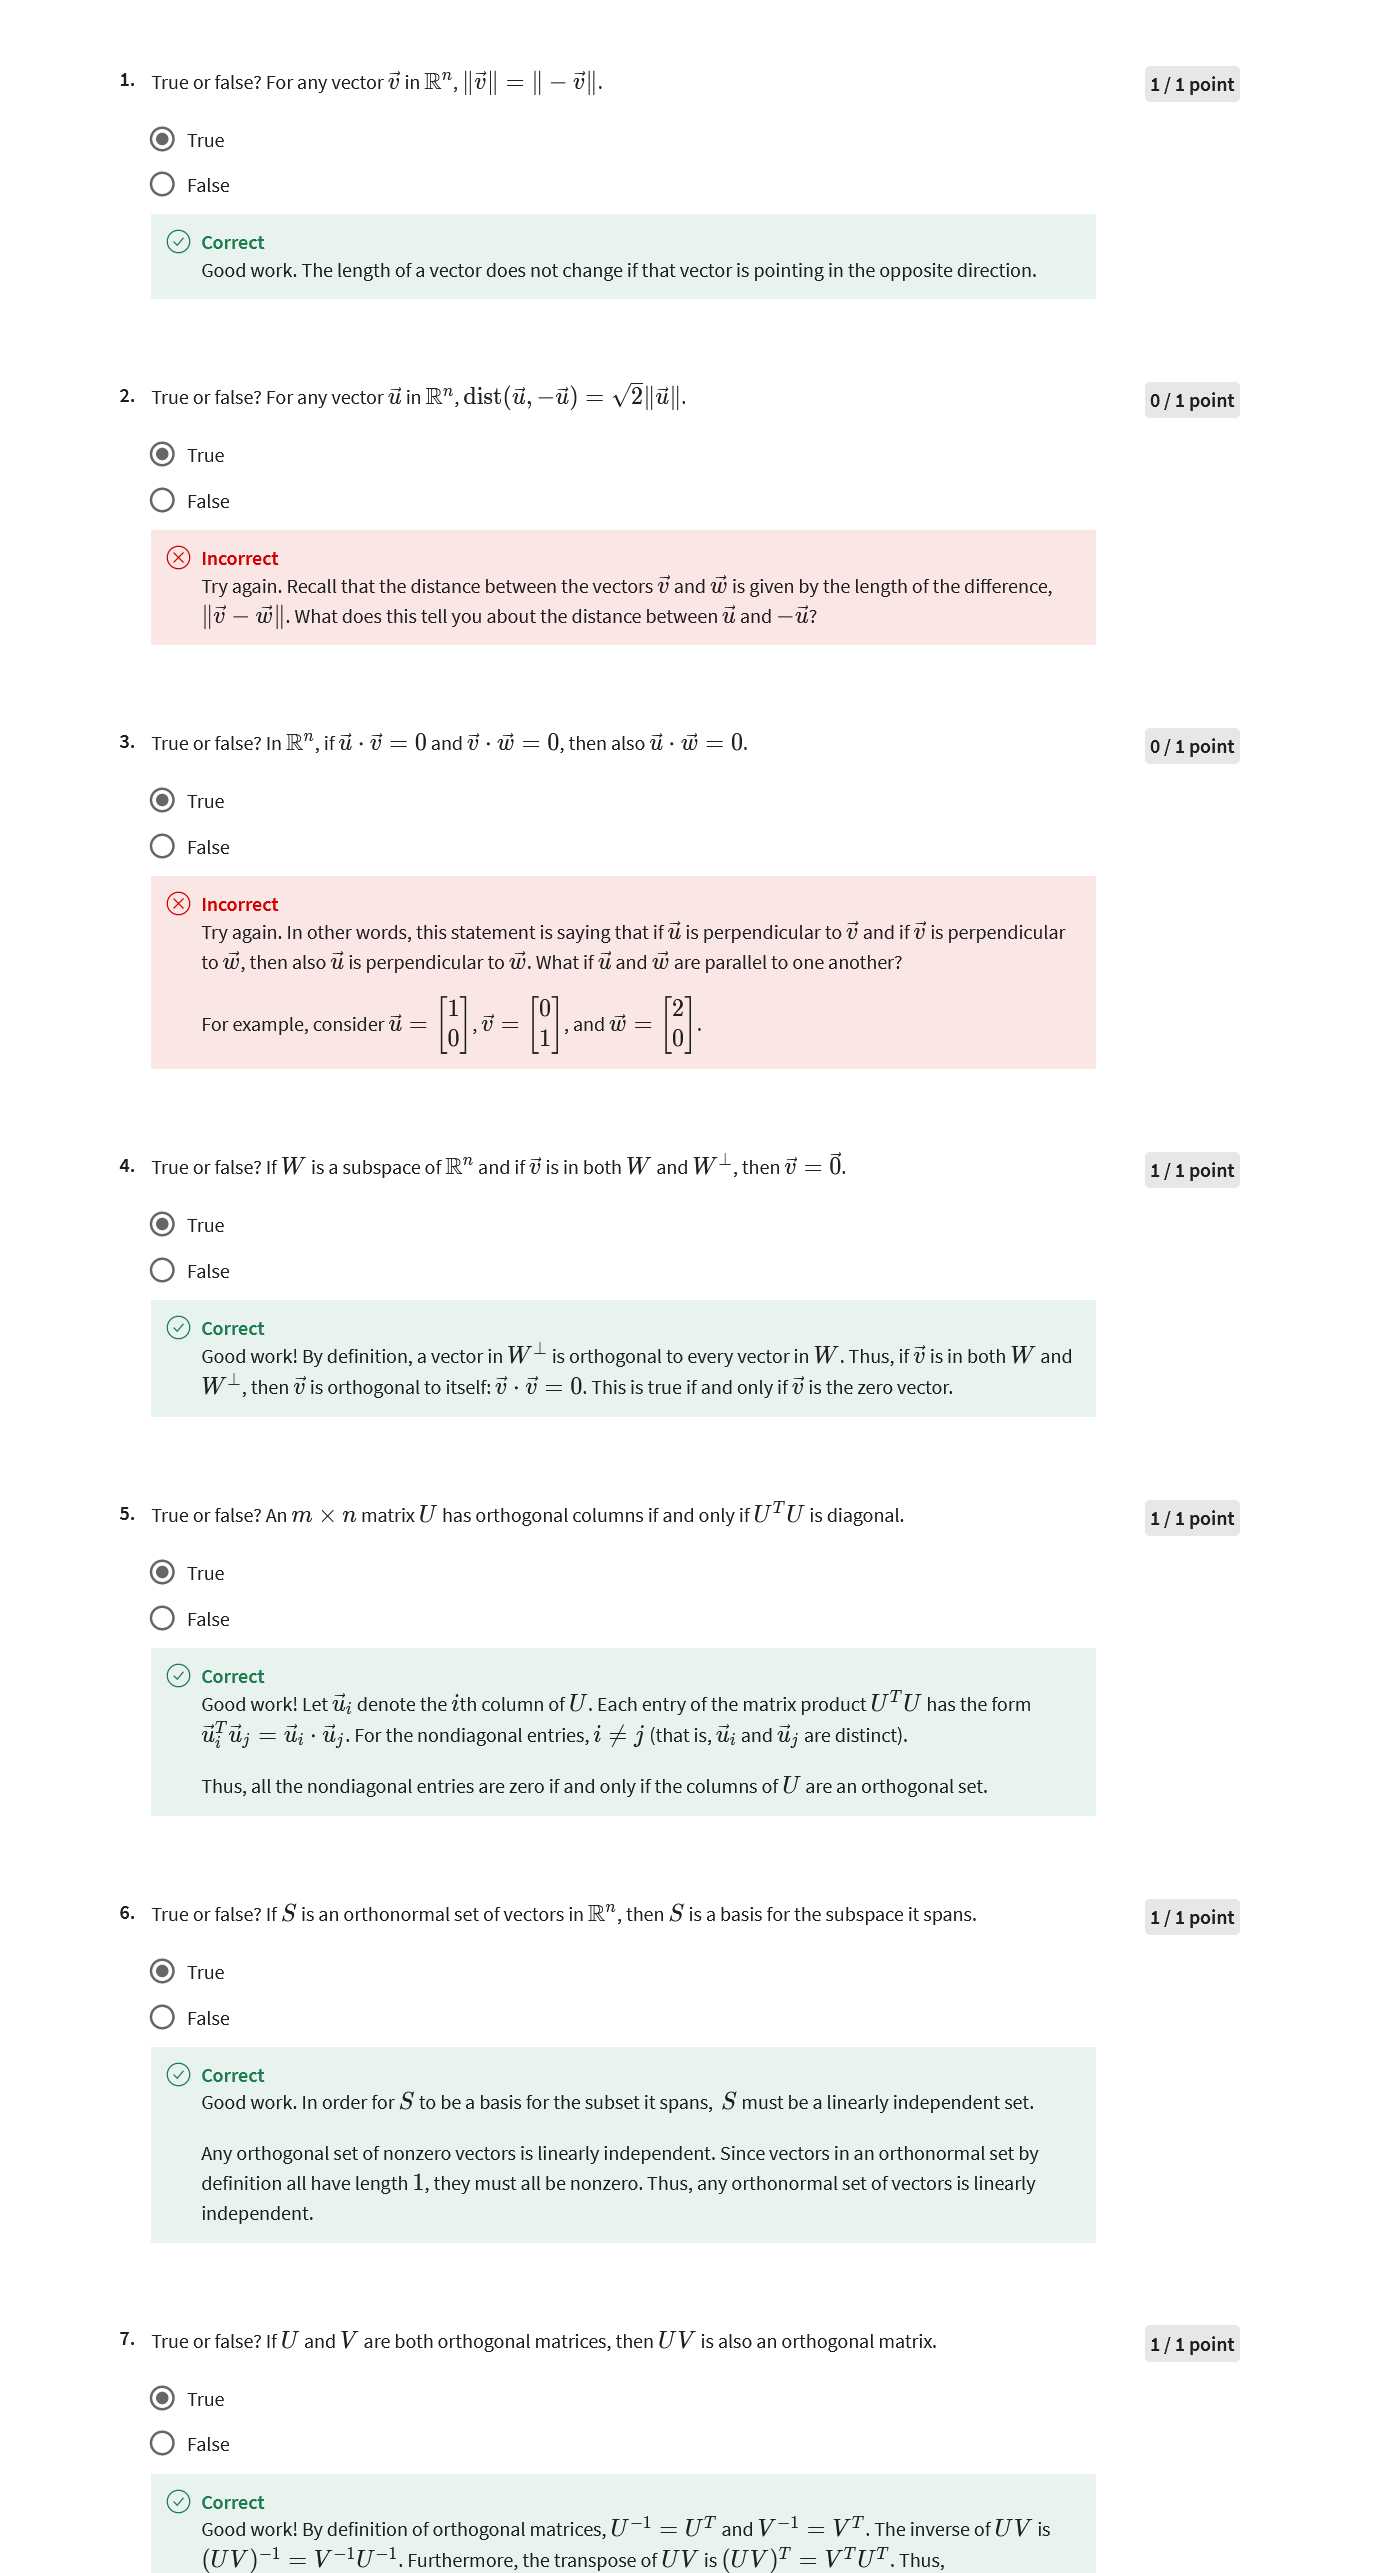 1. True or false? For any vector $\vec{v}$ in $\mathbb{R}^n$, $\|\vec{v}\| = \|-\vec{v}\|$.
1 / 1 point
True
False
Correct
Good work. The length of a vector does not change if that vector is pointing in the opposite direction.
2. True or false? For any vector $\vec{u}$ in $\mathbb{R}^n$, $\text{dist}(\vec{u}, -\vec{u}) = \sqrt{2}\|\vec{u}\|$.
0 / 1 point
True
False
Incorrect
Try again. Recall that the distance between the vectors $\vec{v}$ and $\vec{w}$ is given by the length of the difference,
$\|\vec{v} - \vec{w}\|$. What does this tell you about the distance between $\vec{u}$ and $-\vec{u}$?
3. True or false? In $\mathbb{R}^n$, if $\vec{u} \cdot \vec{v} = 0$ and $\vec{v} \cdot \vec{w} = 0$, then also $\vec{u} \cdot \vec{w} = 0$.
0 / 1 point
True
False
Incorrect
Try again. In other words, this statement is saying that if $\vec{u}$ is perpendicular to $\vec{v}$ and if $\vec{v}$ is perpendicular
to $\vec{w}$, then also $\vec{u}$ is perpendicular to $\vec{w}$. What if $\vec{u}$ and $\vec{w}$ are parallel to one another?
For example, consider $\vec{u} = \begin{bmatrix} 1 \\ 0 \end{bmatrix}$, $\vec{v} = \begin{bmatrix} 0 \\ 1 \end{bmatrix}$, and $\vec{w} = \begin{bmatrix} 2 \\ 0 \end{bmatrix}$.
4. True or false? If $W$ is a subspace of $\mathbb{R}^n$ and if $\vec{v}$ is in both $W$ and $W^\perp$, then $\vec{v} = \vec{0}$.
1 / 1 point
True
False
Correct
Good work! By definition, a vector in $W^\perp$ is orthogonal to every vector in $W$. Thus, if $\vec{v}$ is in both $W$ and
$W^\perp$, then $\vec{v}$ is orthogonal to itself: $\vec{v} \cdot \vec{v} = 0$. This is true if and only if $\vec{v}$ is the zero vector.
5. True or false? An $m \times n$ matrix $U$ has orthogonal columns if and only if $U^T U$ is diagonal.
1 / 1 point
True
False
Correct
Good work! Let $\vec{u}_i$ denote the $i$th column of $U$. Each entry of the matrix product $U^T U$ has the form
$\vec{u}_i^T \vec{u}_j = \vec{u}_i \cdot \vec{u}_j$. For the nondiagonal entries, $i \neq j$ (that is, $\vec{u}_i$ and $\vec{u}_j$ are distinct).
Thus, all the nondiagonal entries are zero if and only if the columns of $U$ are an orthogonal set.
6. True or false? If $S$ is an orthonormal set of vectors in $\mathbb{R}^n$, then $S$ is a basis for the subspace it spans.
1 / 1 point
True
False
Correct
Good work. In order for $S$ to be a basis for the subset it spans, $S$ must be a linearly independent set.
Any orthogonal set of nonzero vectors is linearly independent. Since vectors in an orthonormal set by
definition all have length $1$, they must all be nonzero. Thus, any orthonormal set of vectors is linearly
independent.
7. True or false? If $U$ and $V$ are both orthogonal matrices, then $UV$ is also an orthogonal matrix.
1 / 1 point
True
False
Correct
Good work! By definition of orthogonal matrices, $U^{-1} = U^T$ and $V^{-1} = V^T$. The inverse of $UV$ is
$(UV)^{-1} = V^{-1}U^{-1}$. Furthermore, the transpose of $UV$ is $(UV)^T = V^T U^T$. Thus,